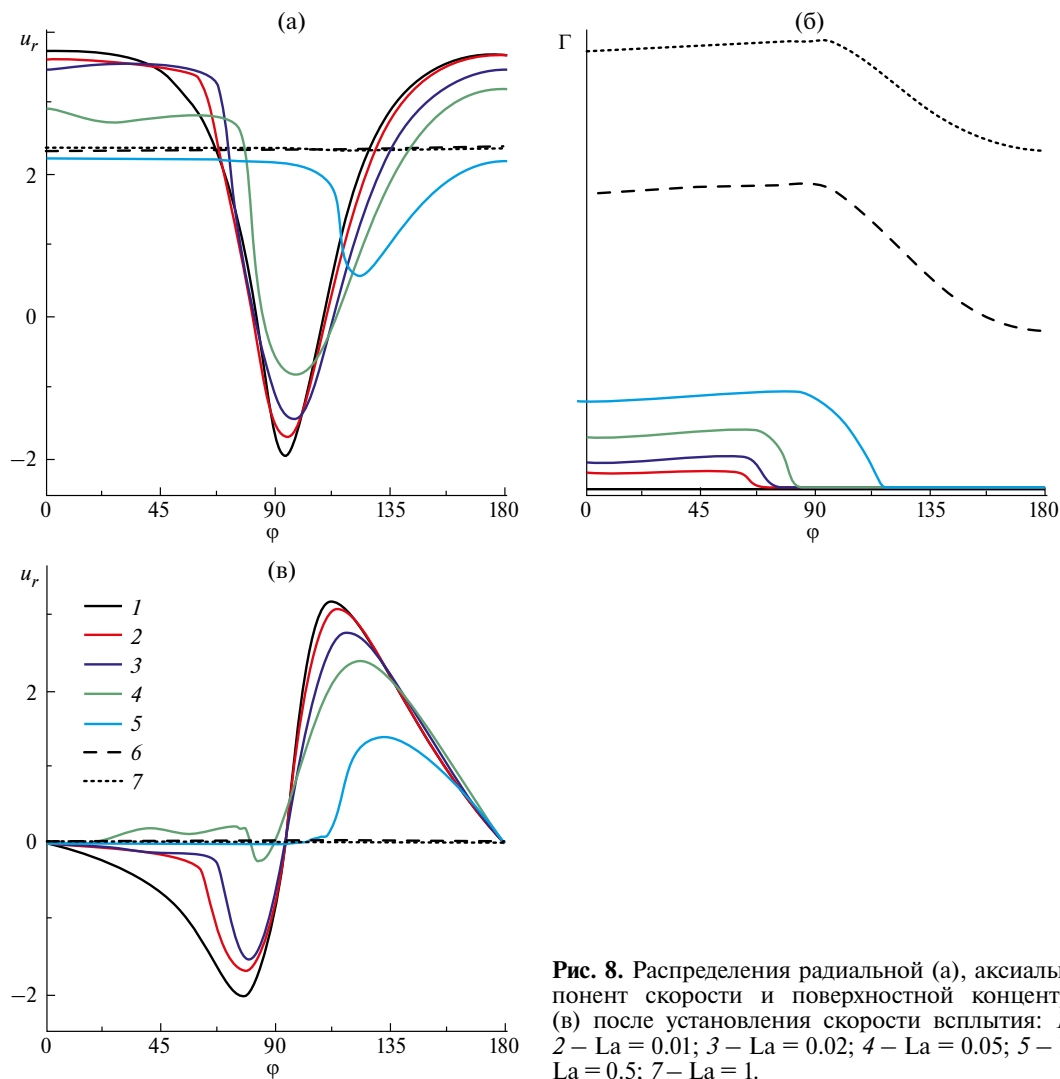 (а)
u_r
2
0
−2
0
45
90
135
180
φ
(б)
Γ
0
45
90
135
180
φ
(в)
u_r
2
0
−2
1
2
3
4
5
6
7
0
45
90
135
180
φ
Рис. 8. Распределения радиальной (а), аксиальн
понент скорости и поверхностной концент
(в) после установления скорости всплытия:
2 – La = 0.01; 3 – La = 0.02; 4 – La = 0.05; 5 –
La = 0.5; 7 – La = 1.